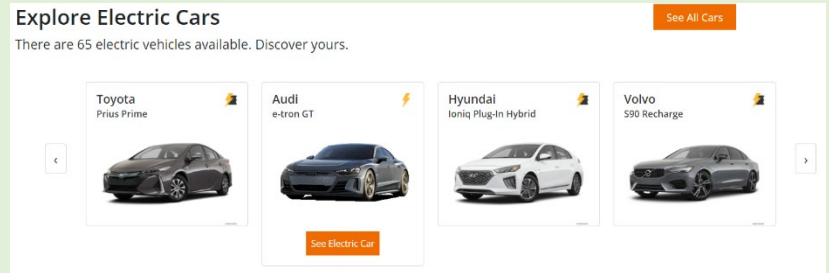 Explore Electric Cars
See All Cars
There are 65 electric vehicles available. Discover yours.
Toyota
Prius Prime
Audi
e-tron GT
Hyundai
Ioniq Plug-In Hybrid
Volvo
S90 Recharge
‹
›
See Electric Car